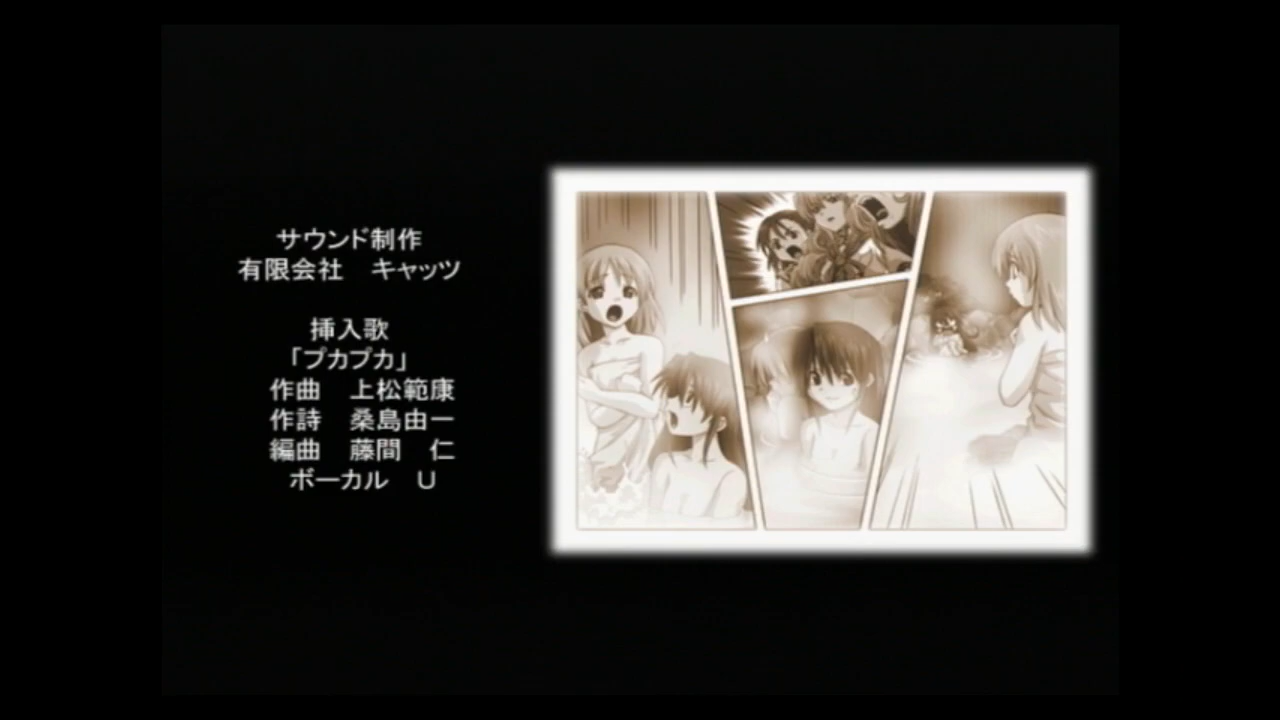 サウンド制作
有限会社　キャッツ
挿入歌
「プカプカ」
作曲　上松範康
作詩　桑島由一
編曲　藤間　仁
ボーカル　U